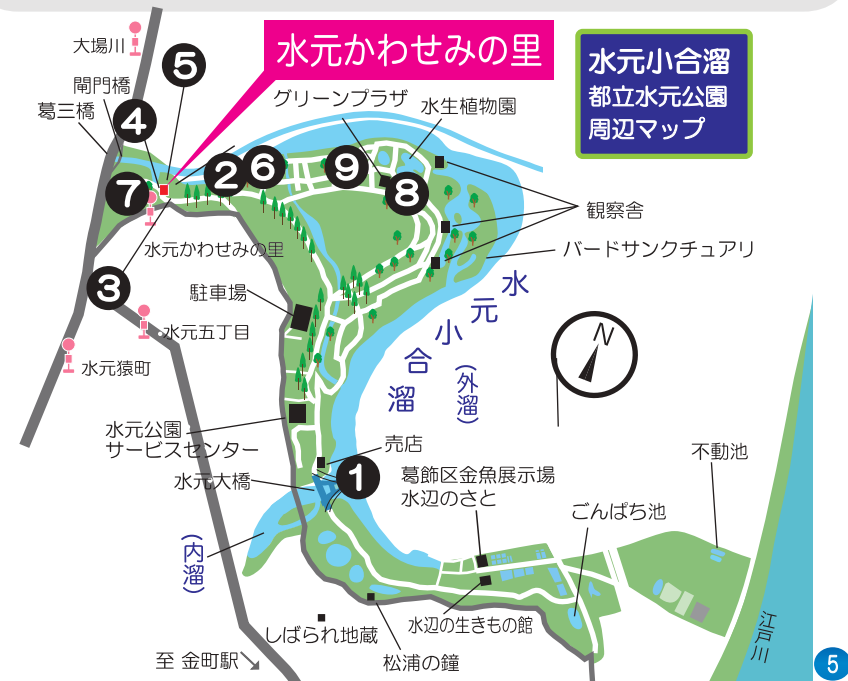 大場川
閘門橋
葛三橋
5
4
水元かわせみの里
水元小合溜
都立水元公園
周辺マップ
グリーンプラザ
水生植物園
7
2
6
9
8
観察舎
バードサンクチュアリ
水元かわせみの里
3
駐車場
水元五丁目
水元猿町
水元小合溜
(外溜)
N
水元公園
サービスセンター
売店
水元大橋
1
葛飾区金魚展示場
水辺のさと
不動池
ごんぱち池
(内溜)
しばられ地蔵
水辺の生きもの館
松浦の鐘
至 金町駅
江戸川
5